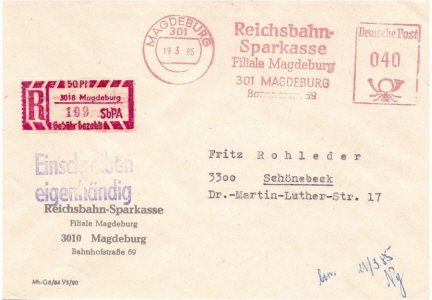 MAGDEBURG
301
19 3 85
Reichsbahn-
Sparkasse
Filiale Magdeburg
301 MAGDEBURG
69
Deutsche Post
040
50 Pf
R
3018 Magdeburg
SbPA
Gebühr bezahlt
Einschreiben
eigenhändig
Reichsbahn-Sparkasse
Filiale Magdeburg
3010 Magdeburg
Bahnhofstraße 69
Fritz Rohleder
3300 Schönebeck
Dr.-Martin-Luther-Str. 17